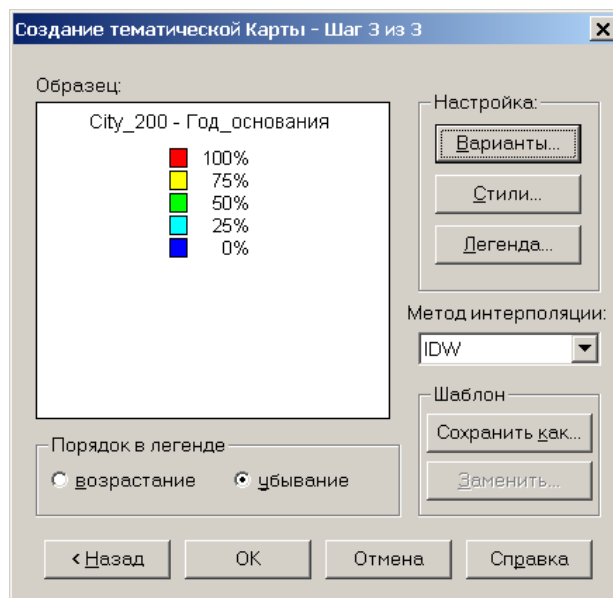 Создание тематической Карты - Шаг 3 из 3
Образец:
City_200 - Год_основания
100%
75%
50%
25%
0%
Порядок в легенде
возрастание
убывание
Настройка:
Варианты...
Стили...
Легенда...
Метод интерполяции:
IDW
Шаблон
Сохранить как...
Заменить...
< Назад
OK
Отмена
Справка